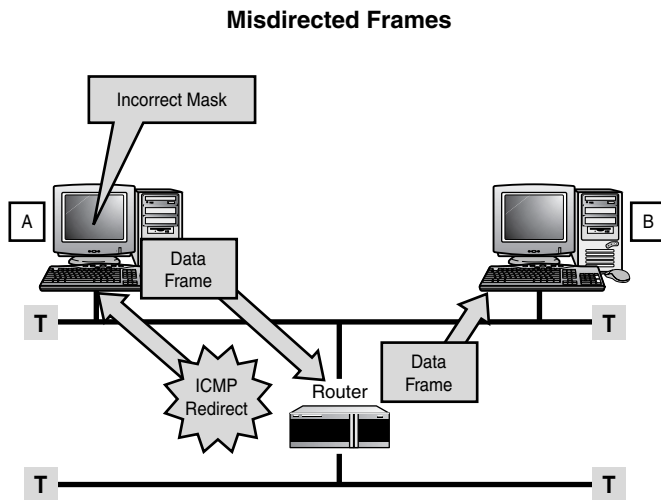 Misdirected Frames
Incorrect Mask
A
B
Data
Frame
T
T
ICMP
Redirect
Router
Data
Frame
T
T